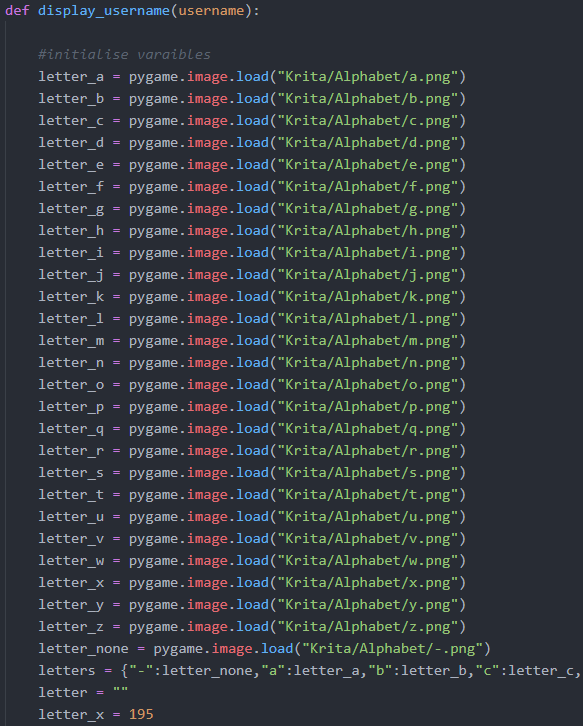 def display_username(username):
#initialise varaibles
letter_a = pygame.image.load("Krita/Alphabet/a.png")
letter_b = pygame.image.load("Krita/Alphabet/b.png")
letter_c = pygame.image.load("Krita/Alphabet/c.png")
letter_d = pygame.image.load("Krita/Alphabet/d.png")
letter_e = pygame.image.load("Krita/Alphabet/e.png")
letter_f = pygame.image.load("Krita/Alphabet/f.png")
letter_g = pygame.image.load("Krita/Alphabet/g.png")
letter_h = pygame.image.load("Krita/Alphabet/h.png")
letter_i = pygame.image.load("Krita/Alphabet/i.png")
letter_j = pygame.image.load("Krita/Alphabet/j.png")
letter_k = pygame.image.load("Krita/Alphabet/k.png")
letter_l = pygame.image.load("Krita/Alphabet/l.png")
letter_m = pygame.image.load("Krita/Alphabet/m.png")
letter_n = pygame.image.load("Krita/Alphabet/n.png")
letter_o = pygame.image.load("Krita/Alphabet/o.png")
letter_p = pygame.image.load("Krita/Alphabet/p.png")
letter_q = pygame.image.load("Krita/Alphabet/q.png")
letter_r = pygame.image.load("Krita/Alphabet/r.png")
letter_s = pygame.image.load("Krita/Alphabet/s.png")
letter_t = pygame.image.load("Krita/Alphabet/t.png")
letter_u = pygame.image.load("Krita/Alphabet/u.png")
letter_v = pygame.image.load("Krita/Alphabet/v.png")
letter_w = pygame.image.load("Krita/Alphabet/w.png")
letter_x = pygame.image.load("Krita/Alphabet/x.png")
letter_y = pygame.image.load("Krita/Alphabet/y.png")
letter_z = pygame.image.load("Krita/Alphabet/z.png")
letter_none = pygame.image.load("Krita/Alphabet/-.png")
letters = {"-":letter_none,"a":letter_a,"b":letter_b,"c":letter_c,
letter = ""
letter_x = 195